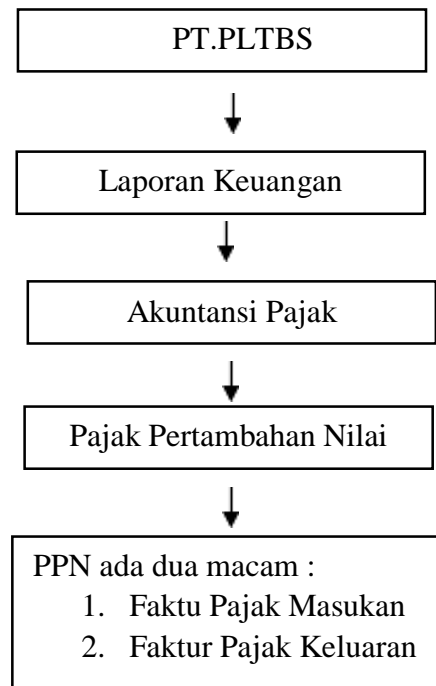 PT.PLTBS
Laporan Keuangan
Akuntansi Pajak
Pajak Pertambahan Nilai
PPN ada dua macam :
1. Faktu Pajak Masukan
2. Faktur Pajak Keluaran